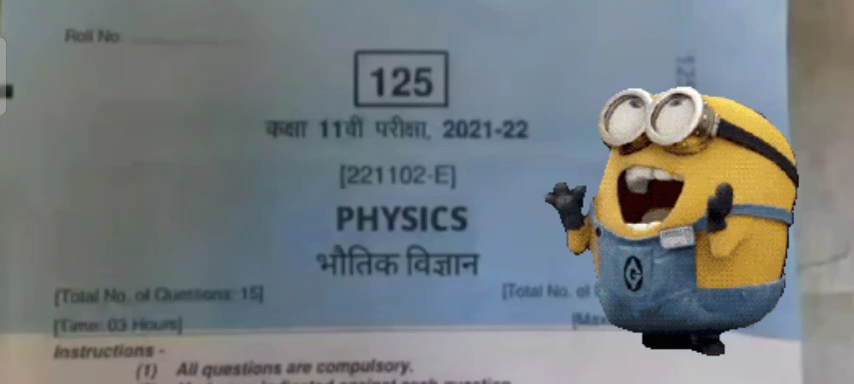 Roll No.
125
कक्षा 11वीं परीक्षा, 2021-22
[221102-E]
PHYSICS
भौतिक विज्ञान
[Total No. of Questions: 15]
[Total No. of
[Time: 03 Hours]
Instructions -
(1) All questions are compulsory.